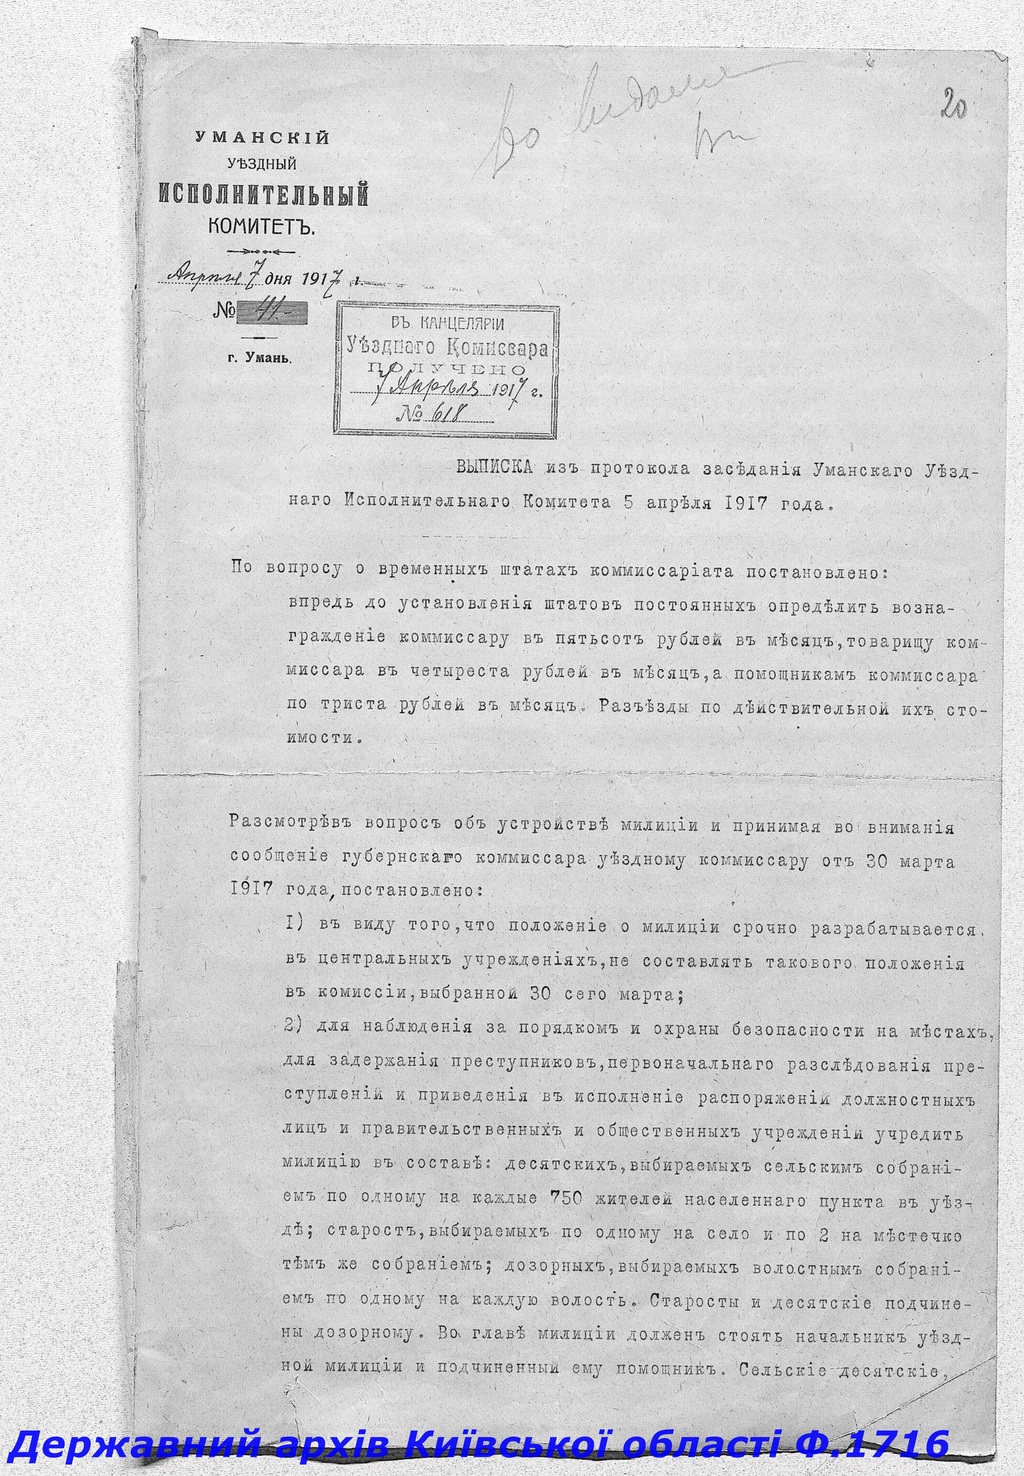 До
20
УМАНСКІЙ
УѢЗДНЫЙ
ИСПОЛНИТЕЛЬНЫЙ
КОМИТЕТЪ.
Апрѣля 7 дня 1917 г.
№ 41.-
г. Умань.
ВЪ КАНЦЕЛЯРІИ
Уѣзднаго Комиссара
ПОЛУЧЕНО
7 Апрѣля 1917 г.
№ 618
ВЫПИСКА изъ протокола засѣданія Уманскаго Уѣзд-
наго Исполнительнаго Комитета 5 апрѣля 1917 года.
По вопросу о временныхъ штатахъ коммиссаріата постановлено:
впредь до установленія штатовъ постоянныхъ опредѣлить возна-
гражденіе коммиссару въ пятьсотъ рублей въ мѣсяцъ,товарищу ком-
миссара въ четыреста рублей въ мѣсяцъ,а помощникамъ коммиссара
по триста рублей въ мѣсяцъ. Разъѣзды по дѣйствительной ихъ сто-
имости.
Разсмотрѣвъ вопросъ объ устройствѣ милиціи и принимая во вниманія
сообщеніе губернскаго коммиссара уѣздному коммиссару отъ 30 марта
1917 года,постановлено:
1) въ виду того,что положеніе о милиціи срочно разрабатывается
въ центральныхъ учрежденіяхъ,не составлять такового положенія
въ комиссіи,выбранной 30 сего марта;
2) для наблюденія за порядкомъ и охраны безопасности на мѣстахъ,
для задержанія преступниковъ,первоначальнаго разслѣдованія пре-
ступленій и приведенія въ исполненіе распоряженій должностныхъ
лицъ и правительственныхъ и общественныхъ учрежденій учредить
милицію въ составѣ: десятскихъ,выбираемыхъ сельскимъ собрані-
емъ по одному на каждые 750 жителей населеннаго пункта въ уѣз-
дѣ; старостъ,выбираемыхъ по одному на село и по 2 на мѣстечко
тѣмъ же собраніемъ; дозорныхъ,выбираемыхъ волостнымъ собрані-
емъ по одному на каждую волость. Старосты и десятскіе подчине-
ны дозорному. Во главѣ милиціи долженъ стоять начальникъ уѣзд-
ной милиціи и подчиненный ему помощникъ. Сельскіе десятскіе,
Державний архів Київської області Ф.1716